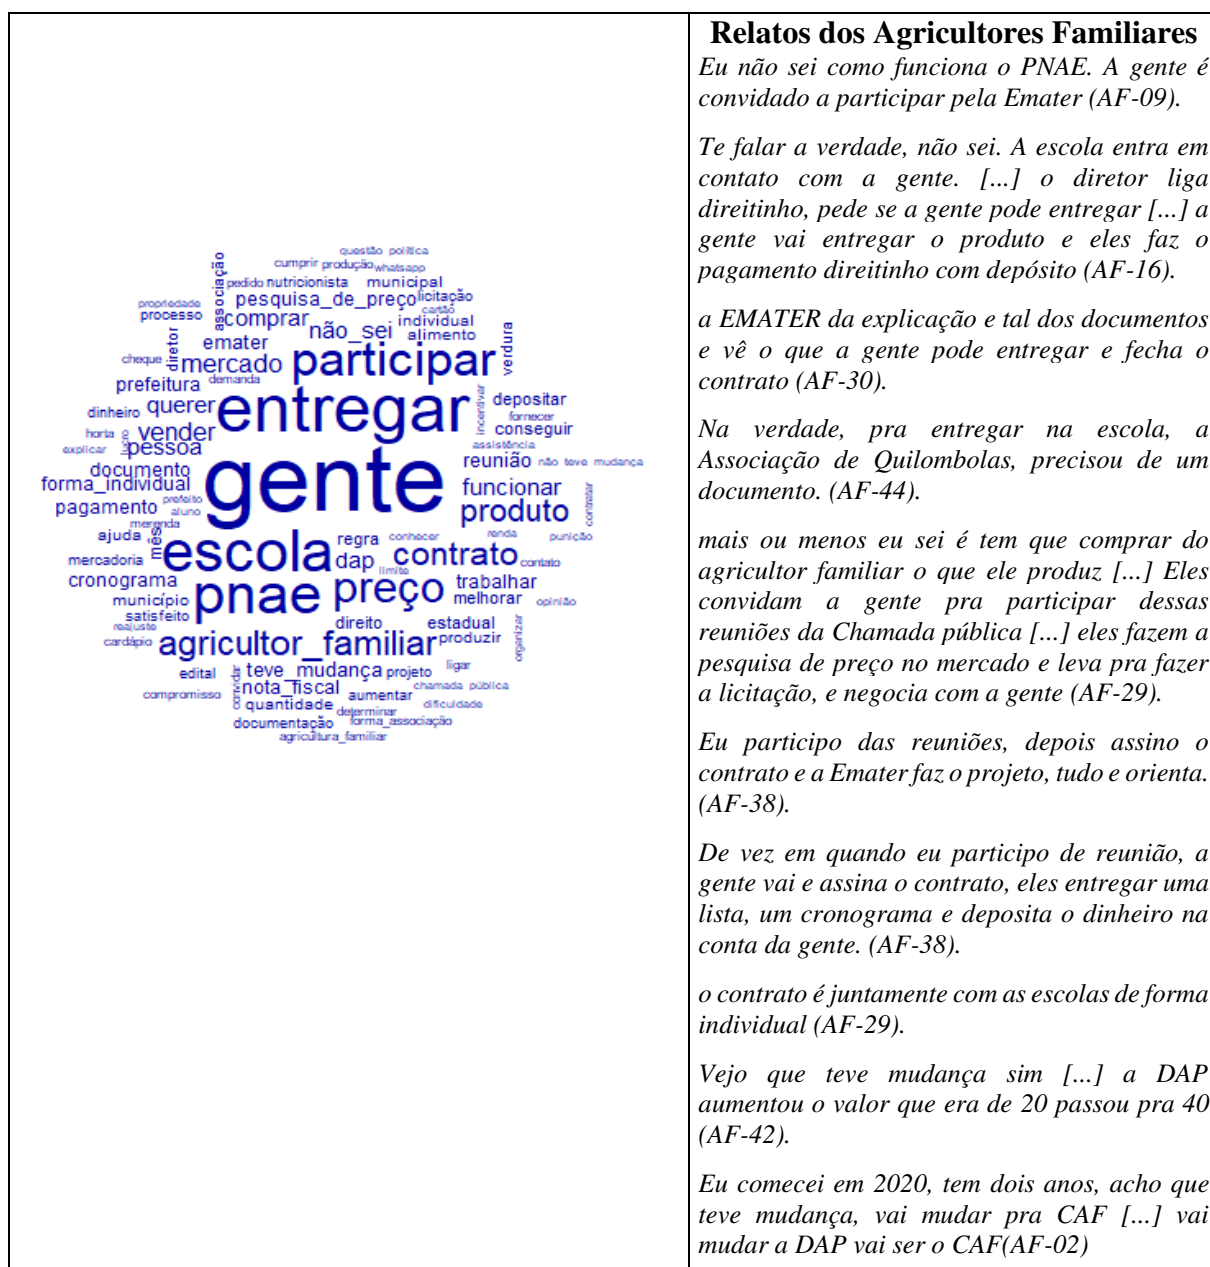 questão política
cumprir produção whatsapp
associação
pedido nutricionista municipal
propriedade
pesquisa_de_preço licitação
processo
comprar
cartão
não_sei individual
emater
alimento
diretor
verdura
cheque
mercado participar
prefeitura demanda
depositar
dinheiro querer entregar incentivar fornecer
conseguir
horta vender
assistência
explicar lucro pessoa
reunião não teve mudança
documento
gente
forma_individual
funcionar
pagamento prefeito
produto
aluno
contratar
merenda
ajuda mês
regra conhecer renda punição
mercadoria escola dap contrato contato
cronograma
limite
pnae preço trabalhar
município
melhorar opinião
satisfeito
direito estadual
reajuste
cardápio agricultor_familiar produzir organizar
edital convidar teve_mudança projeto ligar
compromisso nota_fiscal aumentar chamada pública
quantidade determinar dificuldade
documentação forma_associação
agricultura_familiar
Relatos dos Agricultores Familiares
Eu não sei como funciona o PNAE. A gente é
convidado a participar pela Emater (AF-09).
Te falar a verdade, não sei. A escola entra em
contato com a gente. [...] o diretor liga
direitinho, pede se a gente pode entregar [...] a
gente vai entregar o produto e eles faz o
pagamento direitinho com depósito (AF-16).
a EMATER da explicação e tal dos documentos
e vê o que a gente pode entregar e fecha o
contrato (AF-30).
Na verdade, pra entregar na escola, a
Associação de Quilombolas, precisou de um
documento. (AF-44).
mais ou menos eu sei é tem que comprar do
agricultor familiar o que ele produz [...] Eles
convidam a gente pra participar dessas
reuniões da Chamada pública [...] eles fazem a
pesquisa de preço no mercado e leva pra fazer
a licitação, e negocia com a gente (AF-29).
Eu participo das reuniões, depois assino o
contrato e a Emater faz o projeto, tudo e orienta.
(AF-38).
De vez em quando eu participo de reunião, a
gente vai e assina o contrato, eles entregar uma
lista, um cronograma e deposita o dinheiro na
conta da gente. (AF-38).
o contrato é juntamente com as escolas de forma
individual (AF-29).
Vejo que teve mudança sim [...] a DAP
aumentou o valor que era de 20 passou pra 40
(AF-42).
Eu comecei em 2020, tem dois anos, acho que
teve mudança, vai mudar pra CAF [...] vai
mudar a DAP vai ser o CAF(AF-02)